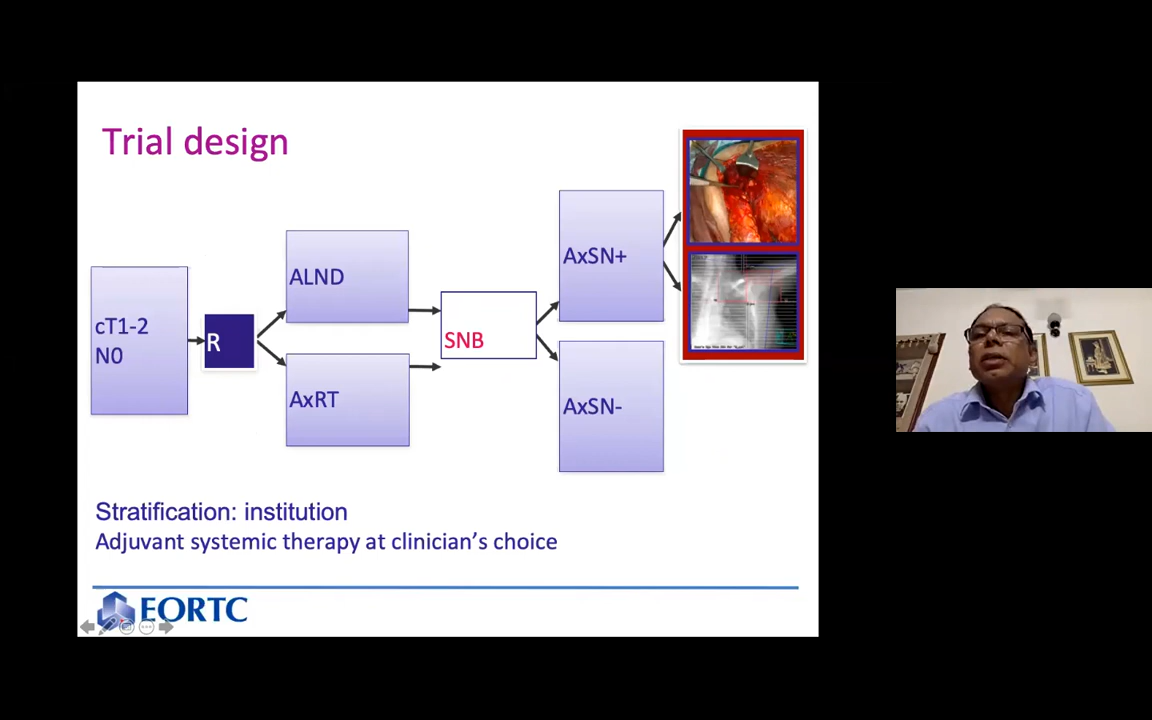 Trial design
cT1-2
N0
R
ALND
AxRT
SNB
AxSN+
AxSN-
Stratification: institution
Adjuvant systemic therapy at clinician's choice
EORTC